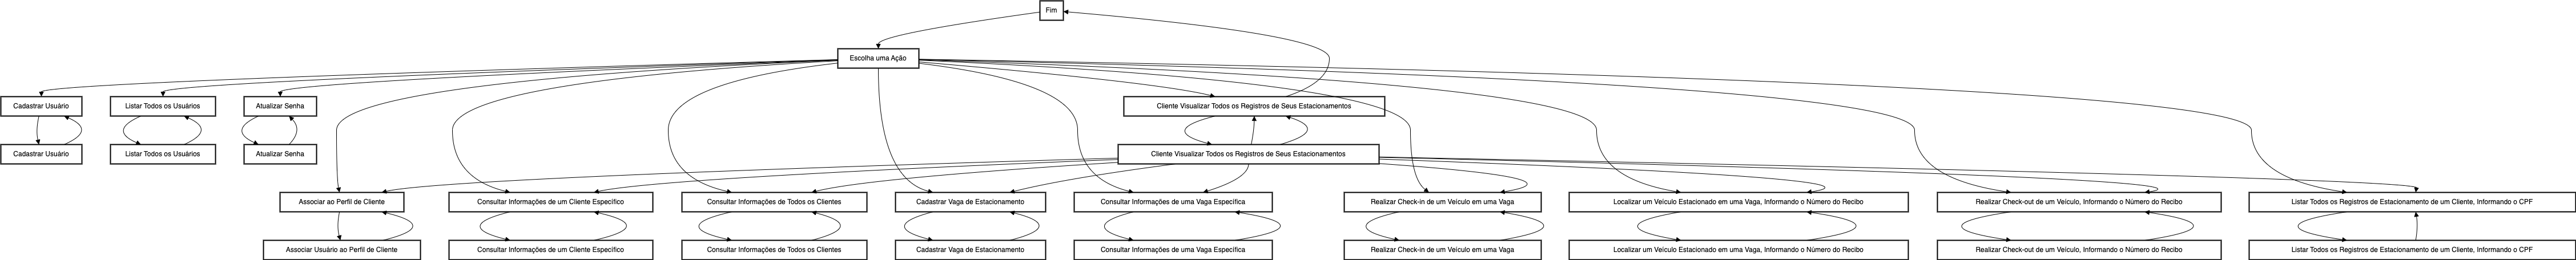 Fim
Escolha uma Ação
Cadastrar Usuário
Listar Todos os Usuários
Atualizar Senha
Cliente Visualizar Todos os Registros de Seus Estacionamentos
Cadastrar Usuário
Listar Todos os Usuários
Atualizar Senha
Cliente Visualizar Todos os Registros de Seus Estacionamentos
Associar ao Perfil de Cliente
Consultar Informações de um Cliente Específico
Consultar Informações de Todos os Clientes
Cadastrar Vaga de Estacionamento
Consultar Informações de uma Vaga Específica
Realizar Check-in de um Veículo em uma Vaga
Localizar um Veículo Estacionado em uma Vaga, Informando o Número do Recibo
Realizar Check-out de um Veículo, Informando o Número do Recibo
Listar Todos os Registros de Estacionamento de um Cliente, Informando o CPF
Associar Usuário ao Perfil de Cliente
Consultar Informações de um Cliente Específico
Consultar Informações de Todos os Clientes
Cadastrar Vaga de Estacionamento
Consultar Informações de uma Vaga Específica
Realizar Check-in de um Veículo em uma Vaga
Localizar um Veículo Estacionado em uma Vaga, Informando o Número do Recibo
Realizar Check-out de um Veículo, Informando o Número do Recibo
Listar Todos os Registros de Estacionamento de um Cliente, Informando o CPF